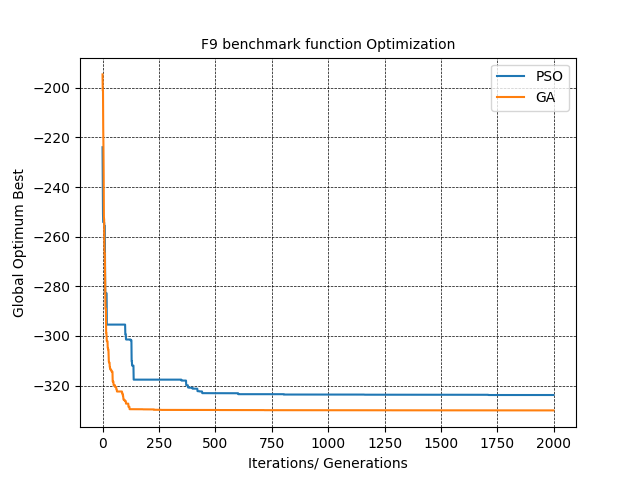 F9 benchmark function Optimization
PSO
GA
Global Optimum Best
−200
−220
−240
−260
−280
−300
−320
0 250 500 750 1000 1250 1500 1750 2000
Iterations/ Generations